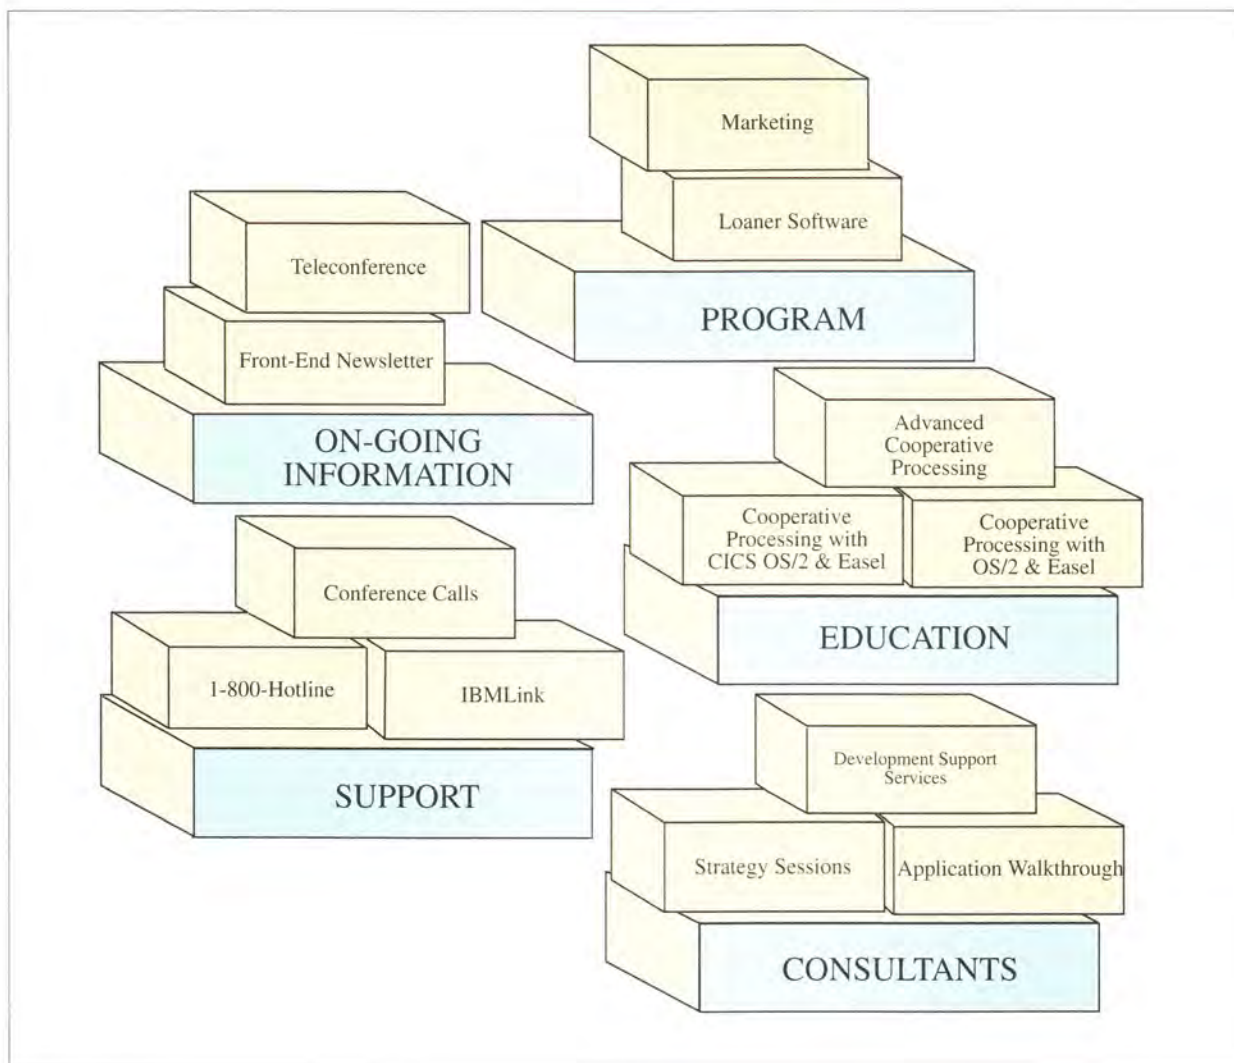 Marketing
Loaner Software
PROGRAM
Teleconference
Front-End Newsletter
ON-GOING
INFORMATION
Advanced
Cooperative
Processing
Cooperative
Processing with
CICS OS/2 & Easel
Cooperative
Processing with
OS/2 & Easel
EDUCATION
Conference Calls
1-800-Hotline
IBMLink
SUPPORT
Development Support
Services
Strategy Sessions
Application Walkthrough
CONSULTANTS